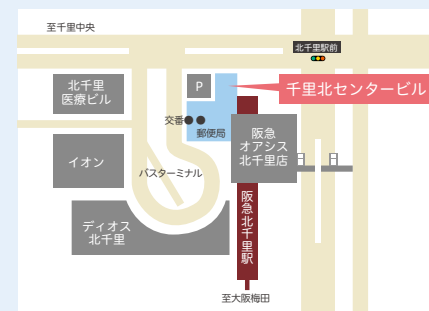 至千里中央
北千里駅前
北千里
医療ビル
P
千里北センタービル
交番
郵便局
阪急
オアシス
北千里店
イオン
バスターミナル
阪急北千里駅
ディオス
北千里
至大阪梅田